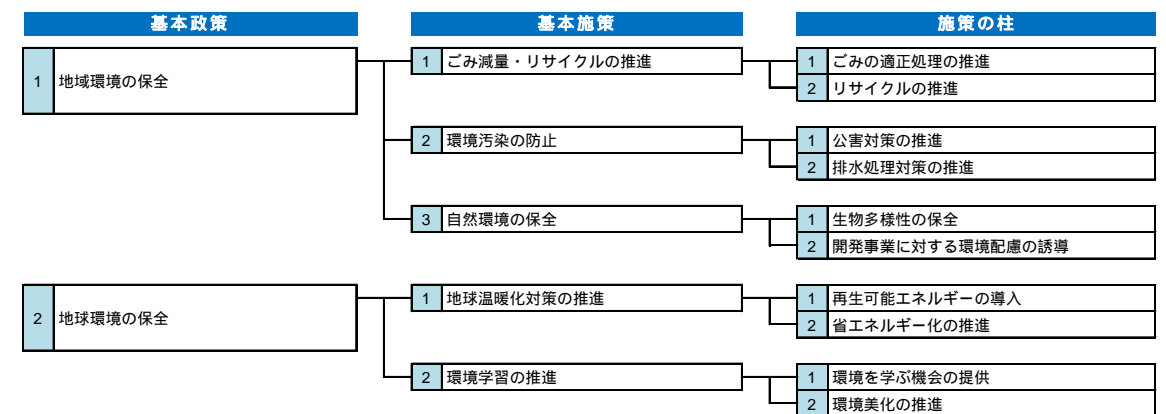 基本政策 基本施策 施策の柱
1 地域環境の保全 1 ごみ減量・リサイクルの推進 1 ごみの適正処理の推進
2 リサイクルの推進
2 環境汚染の防止 1 公害対策の推進
2 排水処理対策の推進
3 自然環境の保全 1 生物多様性の保全
2 開発事業に対する環境配慮の誘導
2 地球環境の保全 1 地球温暖化対策の推進 1 再生可能エネルギーの導入
2 省エネルギー化の推進
2 環境学習の推進 1 環境を学ぶ機会の提供
2 環境美化の推進